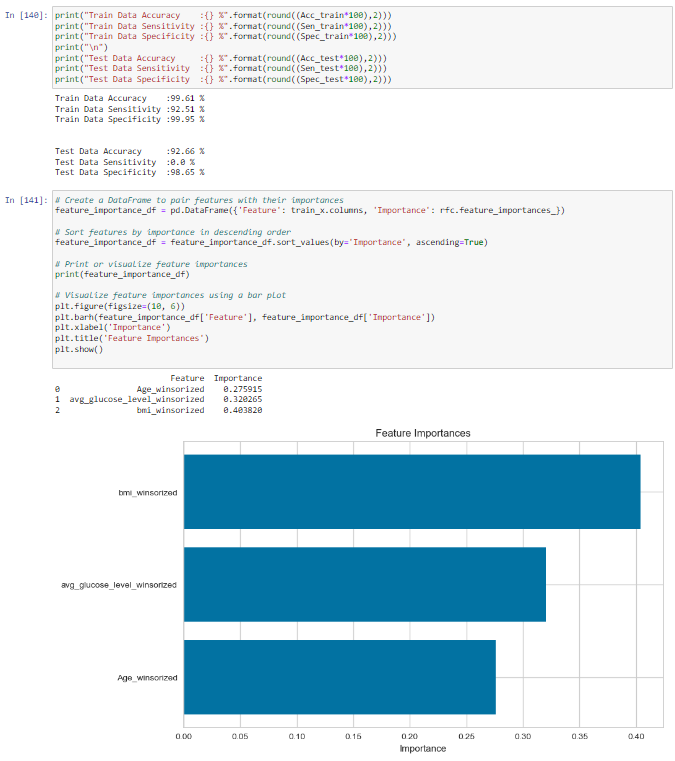 In [140]: print("Train Data Accuracy    :{} %".format(round((Acc_train*100),2)))
print("Train Data Sensitivity :{} %".format(round((Sen_train*100),2)))
print("Train Data Specificity :{} %".format(round((Spec_train*100),2)))
print("\n")
print("Test Data Accuracy     :{} %".format(round((Acc_test*100),2)))
print("Test Data Sensitivity  :{} %".format(round((Sen_test*100),2)))
print("Test Data Specificity  :{} %".format(round((Spec_test*100),2)))
Train Data Accuracy    :99.61 %
Train Data Sensitivity :92.51 %
Train Data Specificity :99.95 %
Test Data Accuracy     :92.66 %
Test Data Sensitivity  :0.0 %
Test Data Specificity  :98.65 %
In [141]: # Create a DataFrame to pair features with their importances
feature_importance_df = pd.DataFrame({'Feature': train_x.columns, 'Importance': rfc.feature_importances_})
# Sort features by importance in descending order
feature_importance_df = feature_importance_df.sort_values(by='Importance', ascending=True)
# Print or visualize feature importances
print(feature_importance_df)
# Visualize feature importances using a bar plot
plt.figure(figsize=(10, 6))
plt.barh(feature_importance_df['Feature'], feature_importance_df['Importance'])
plt.xlabel('Importance')
plt.title('Feature Importances')
plt.show()
Feature Importance
0 Age_winsorized 0.275915
1 avg_glucose_level_winsorized 0.320265
2 bmi_winsorized 0.403820
Feature Importances
bmi_winsorized
avg_glucose_level_winsorized
Age_winsorized
0.00 0.05 0.10 0.15 0.20 0.25 0.30 0.35 0.40
Importance